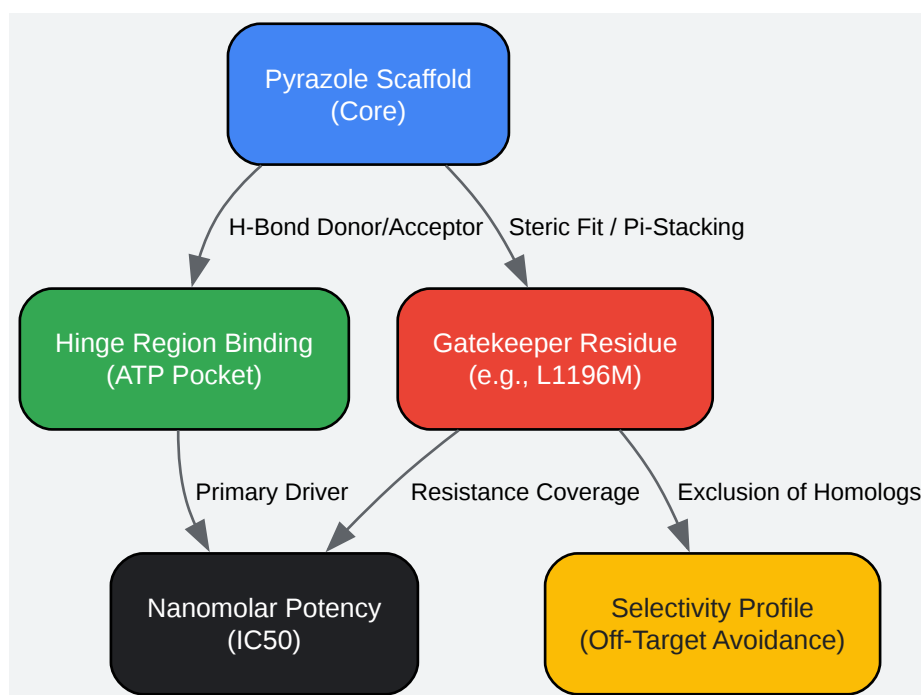 Pyrazole Scaffold
(Core)
H-Bond Donor/Acceptor
Steric Fit / Pi-Stacking
Hinge Region Binding
(ATP Pocket)
Gatekeeper Residue
(e.g., L1196M)
Primary Driver
Resistance Coverage
Exclusion of Homologs
Nanomolar Potency
(IC50)
Selectivity Profile
(Off-Target Avoidance)